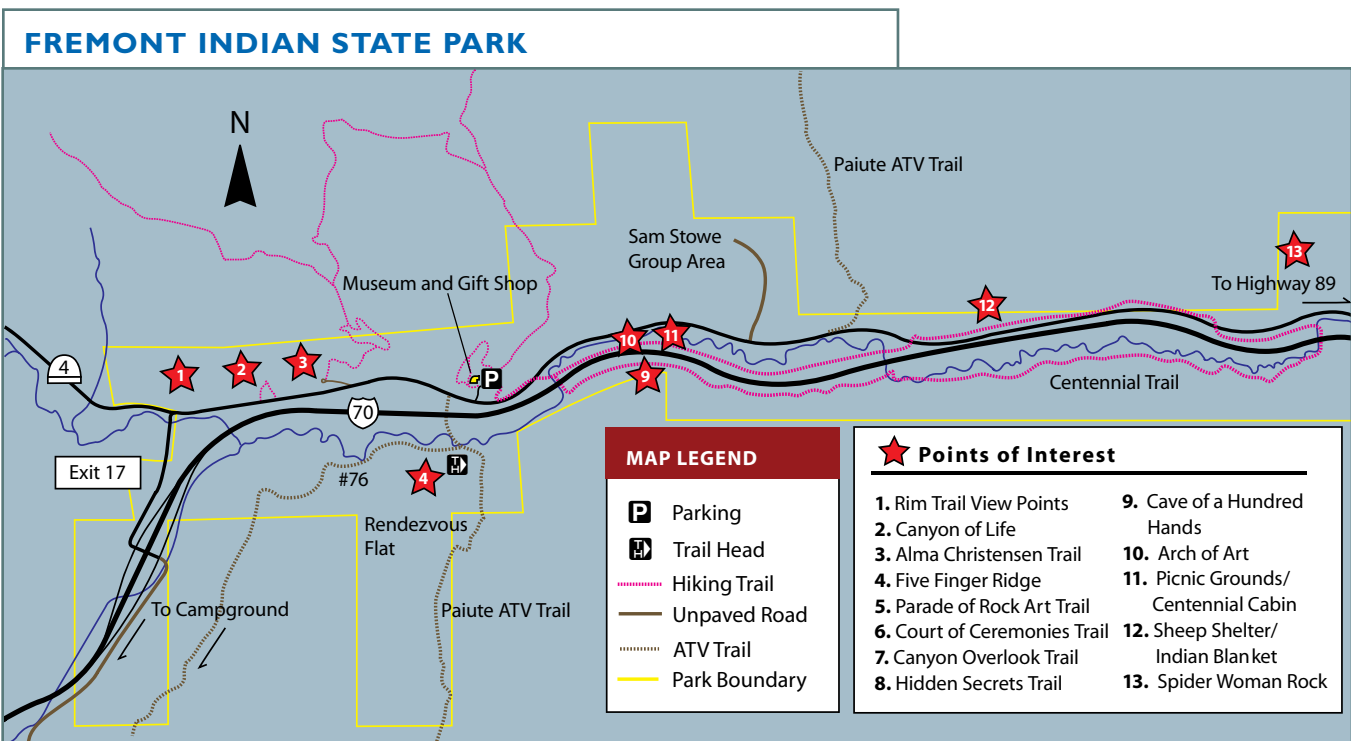 FREMONT INDIAN STATE PARK
N
Paiute ATV Trail
Sam Stowe
Group Area
13
Museum and Gift Shop
To Highway 89
12
10
11
4
1
2
3
P
9
Centennial Trail
70
Exit 17
#76
4
TH
Rendezvous
Flat
To Campground
Paiute ATV Trail
MAP LEGEND
P Parking
TH Trail Head
Hiking Trail
Unpaved Road
ATV Trail
Park Boundary
Points of Interest
1. Rim Trail View Points
2. Canyon of Life
3. Alma Christensen Trail
4. Five Finger Ridge
5. Parade of Rock Art Trail
6. Court of Ceremonies Trail
7. Canyon Overlook Trail
8. Hidden Secrets Trail
9. Cave of a Hundred
Hands
10. Arch of Art
11. Picnic Grounds/
Centennial Cabin
12. Sheep Shelter/
Indian Blanket
13. Spider Woman Rock